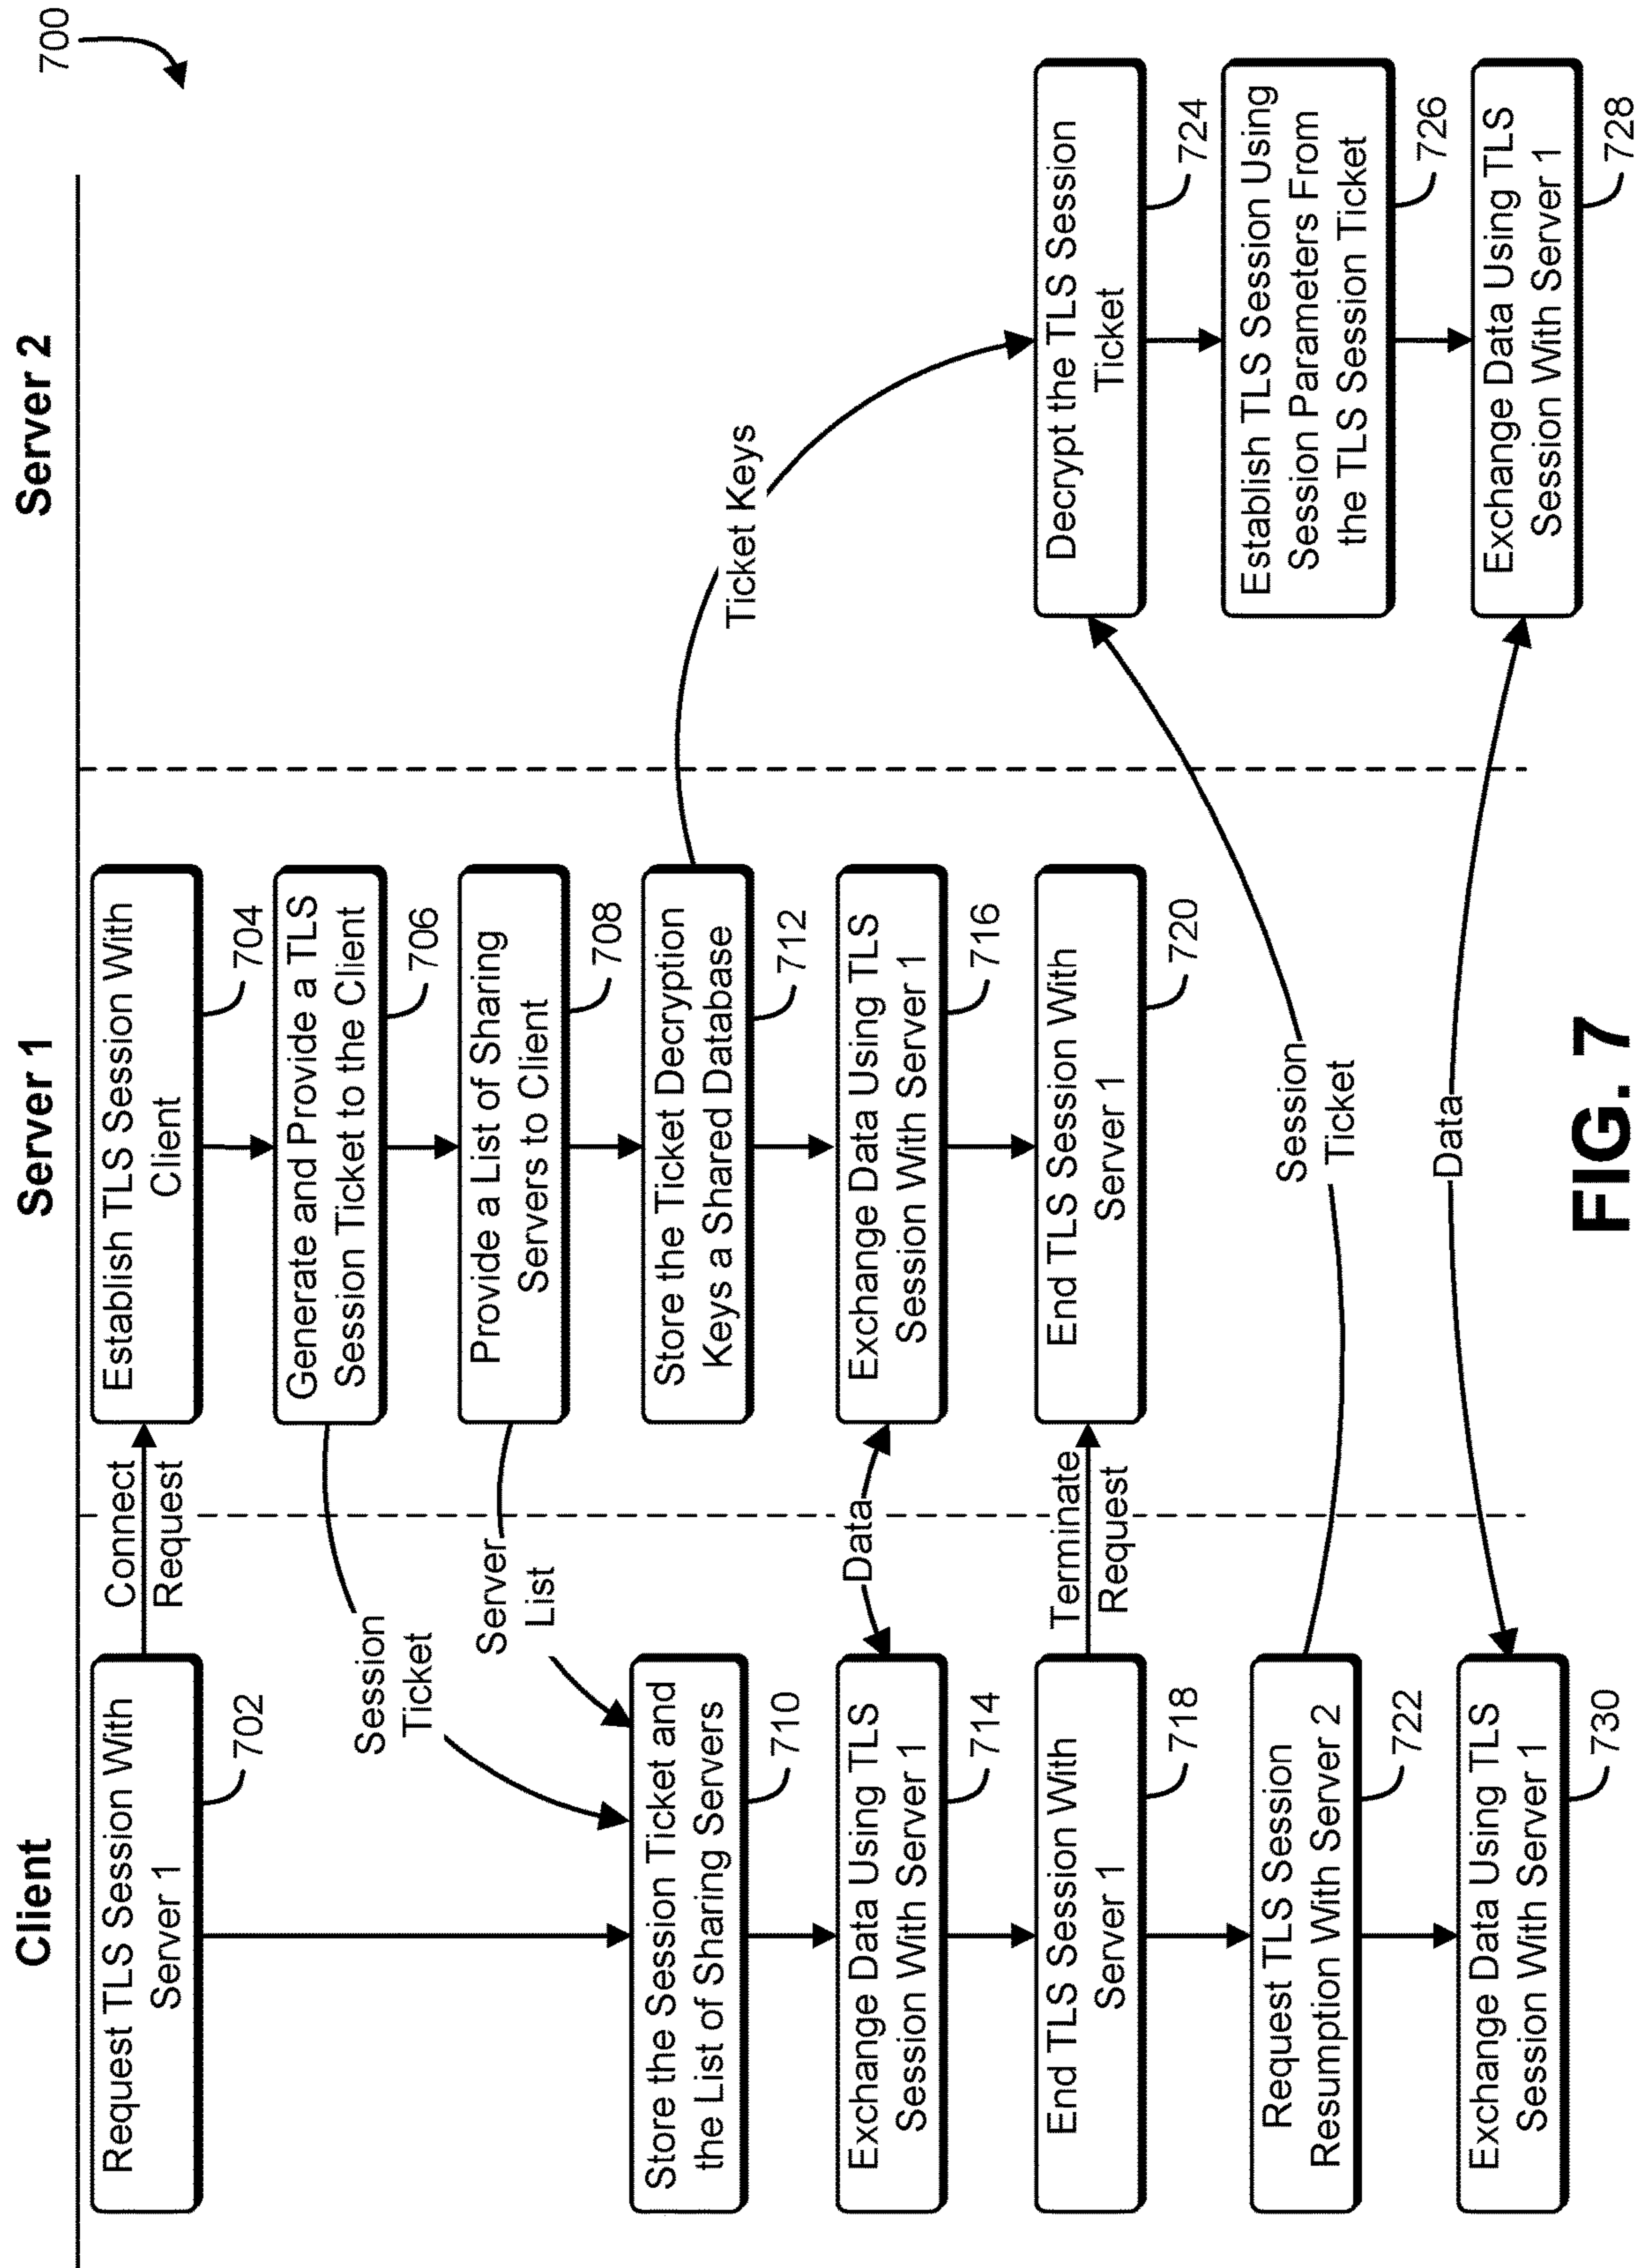 700
Client
Server 1
Server 2
Request TLS Session With
Server 1
702
Connect
Request
Establish TLS Session With
Client
704
Generate and Provide a TLS
Session Ticket to the Client
706
Session
Ticket
Provide a List of Sharing
Servers to Client
708
Server
List
Store the Session Ticket and
the List of Sharing Servers
710
Store the Ticket Decryption
Keys a Shared Database
712
Ticket Keys
Exchange Data Using TLS
Session With Server 1
714
Data
Exchange Data Using TLS
Session With Server 1
716
End TLS Session With
Server 1
718
Terminate
Request
End TLS Session With
Server 1
720
Decrypt the TLS Session
Ticket
724
Request TLS Session
Resumption With Server 2
722
Session
Ticket
Establish TLS Session Using
Session Parameters From
the TLS Session Ticket
726
Exchange Data Using TLS
Session With Server 1
730
Data
Exchange Data Using TLS
Session With Server 1
728
FIG. 7